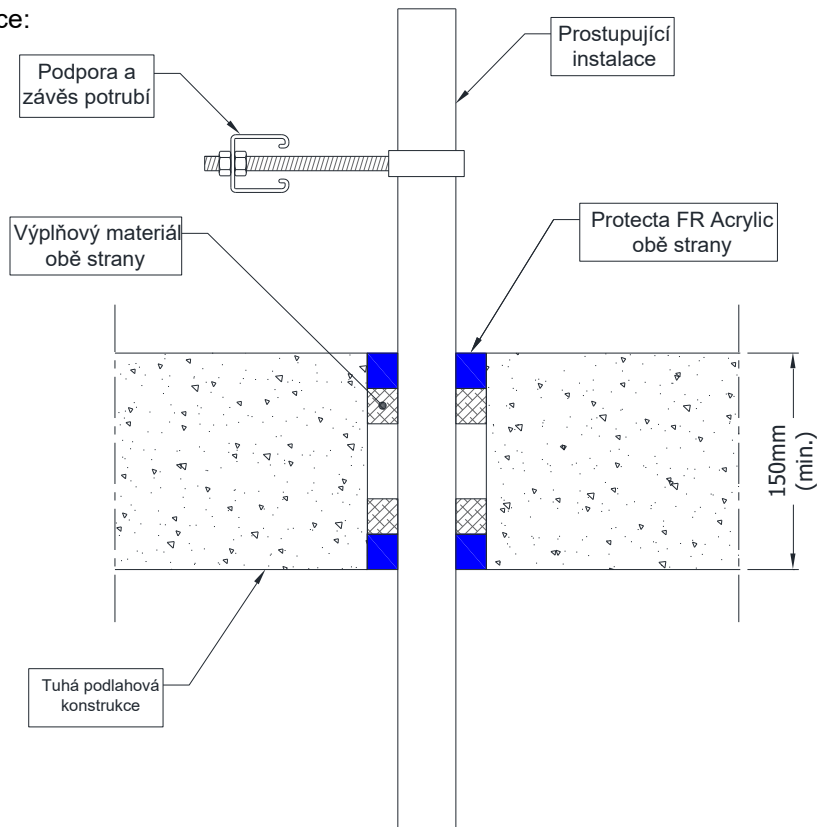 ce:
Prostupující
instalace
Podpora a
závěs potrubí
Výplňový materiál
obě strany
Protecta FR Acrylic
obě strany
150mm
(min.)
Tuhá podlahová
konstrukce